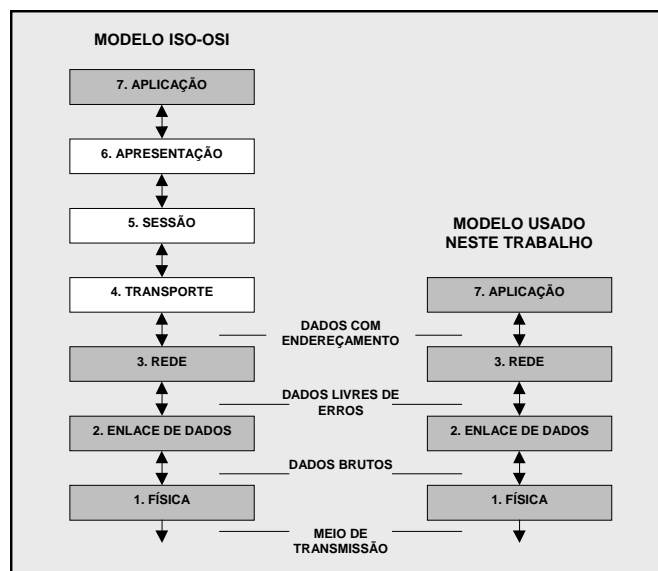 MODELO ISO-OSI
7. APLICAÇÃO
6. APRESENTAÇÃO
5. SESSÃO
4. TRANSPORTE
3. REDE
2. ENLACE DE DADOS
1. FÍSICA
DADOS COM
ENDEREÇAMENTO
DADOS LIVRES DE
ERROS
DADOS BRUTOS
MEIO DE
TRANSMISSÃO
MODELO USADO
NESTE TRABALHO
7. APLICAÇÃO
3. REDE
2. ENLACE DE DADOS
1. FÍSICA